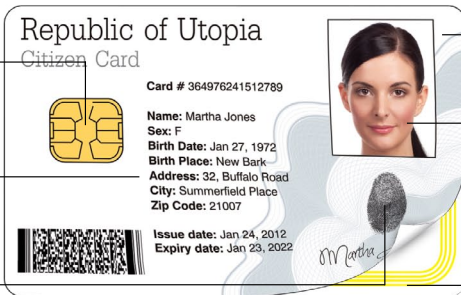 Republic of Utopia
Citizen Card
Card # 364976241512789
Name: Martha Jones
Sex: F
Birth Date: Jan 27, 1972
Birth Place: New Bark
Address: 32, Buffalo Road
City: Summerfield Place
Zip Code: 21007
Issue date: Jan 24, 2012
Expiry date: Jan 23, 2022
Martha